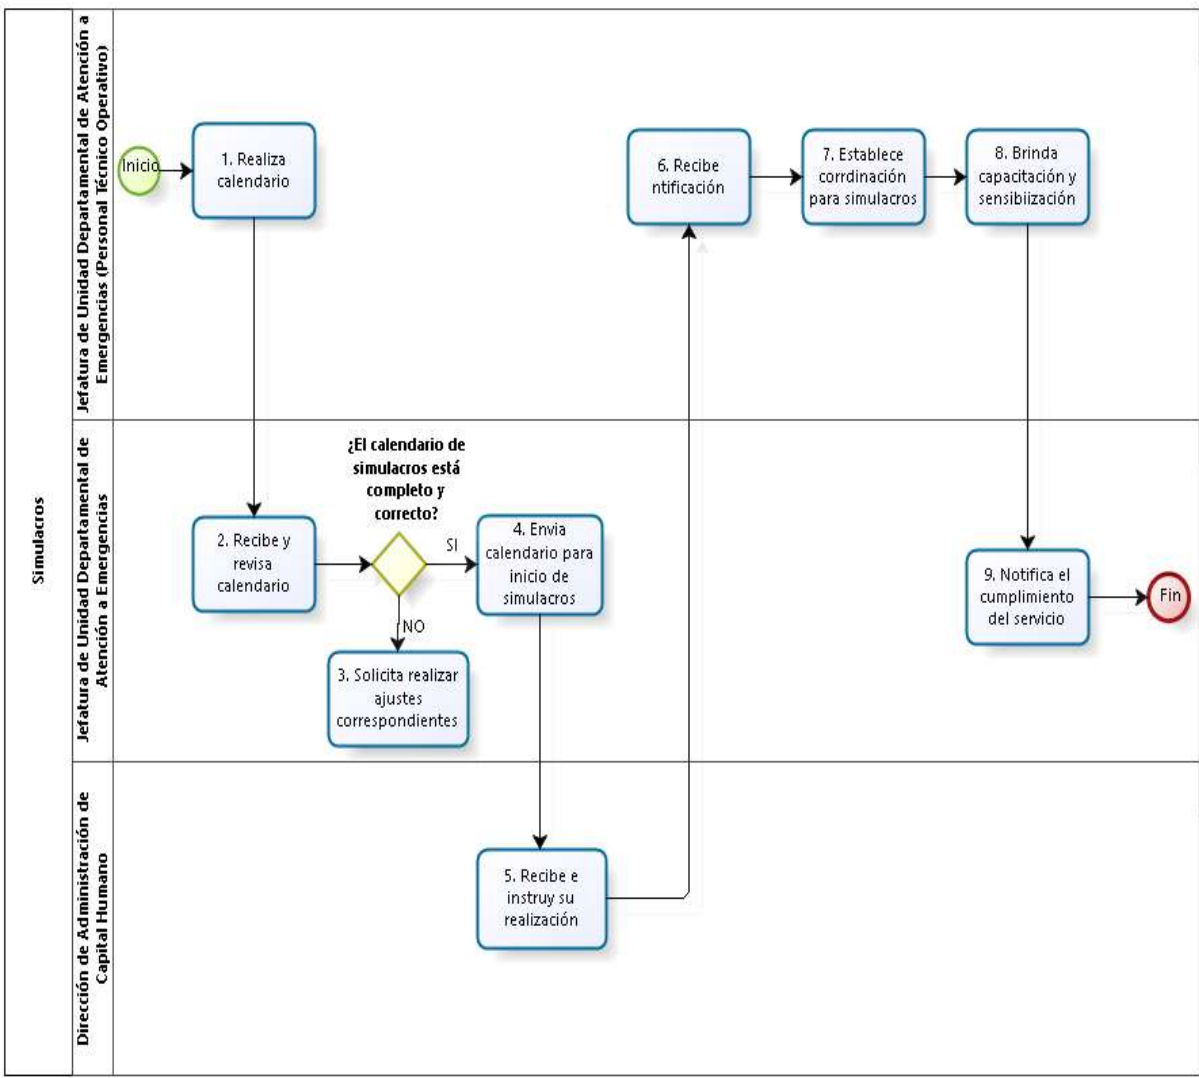 Simulacros
Jefatura de Unidad Departamental de Atención a
Emergencias (Personal Técnico Operativo)
Inicio
1. Realiza
calendario
6. Recibe
ntificación
7. Establece
corrdinación
para simulacros
8. Brinda
capacitación y
sensibiización
Jefatura de Unidad Departamental de
Atención a Emergencias
2. Recibe y
revisa
calendario
¿El calendario de
simulacros está
completo y
correcto?
SI
NO
3. Solicita realizar
ajustes
correspondientes
4. Envia
calendario para
inicio de
simulacros
9. Notifica el
cumplimiento
del servicio
Fin
Dirección de Administración de
Capital Humano
5. Recibe e
instruy su
realización